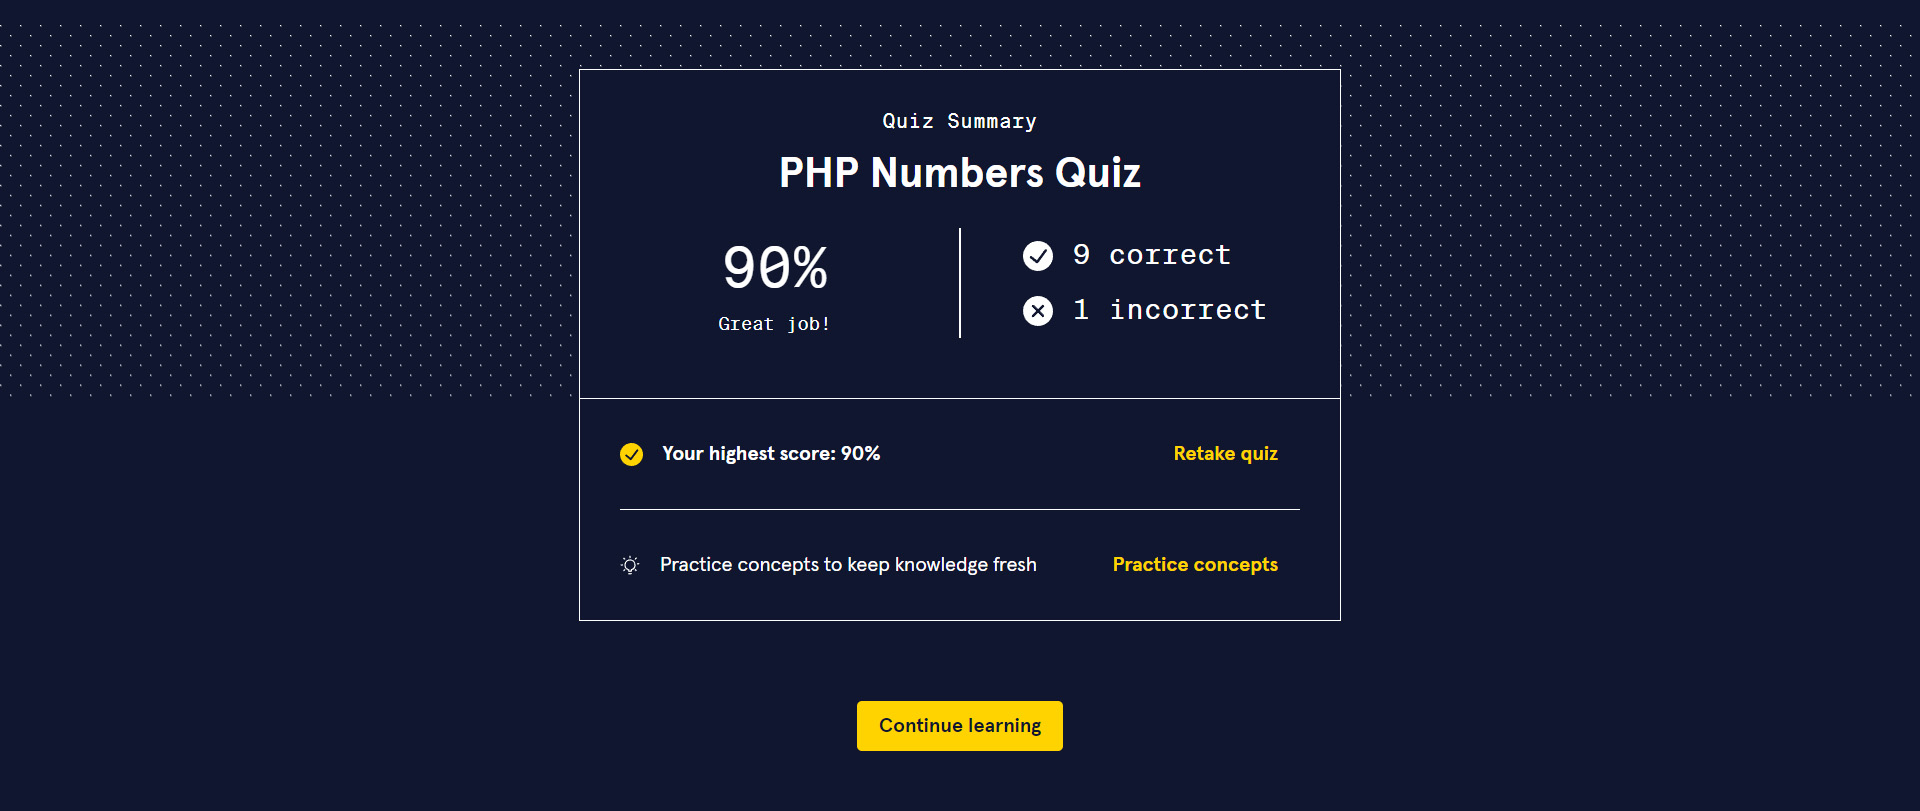 Quiz Summary
PHP Numbers Quiz
90%
Great job!
9 correct
1 incorrect
Your highest score: 90%
Retake quiz
Practice concepts to keep knowledge fresh
Practice concepts
Continue learning